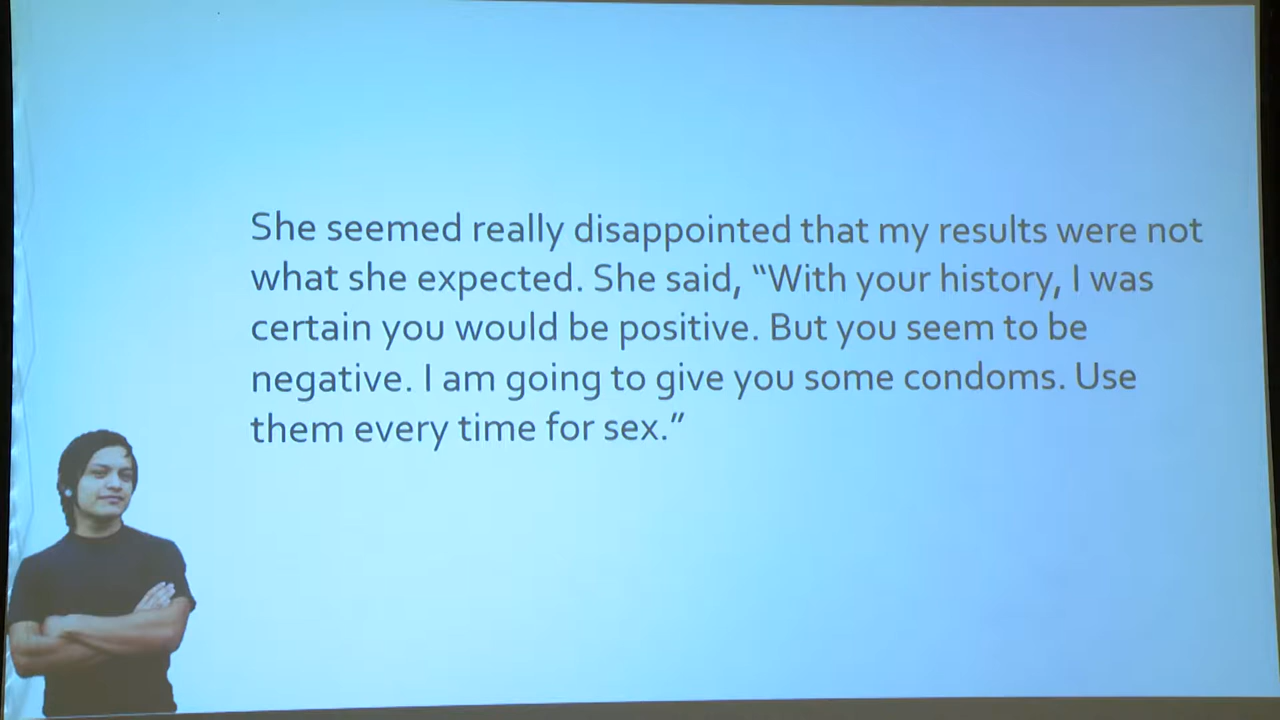 She seemed really disappointed that my results were not
what she expected. She said, “With your history, I was
certain you would be positive. But you seem to be
negative. I am going to give you some condoms. Use
them every time for sex.”